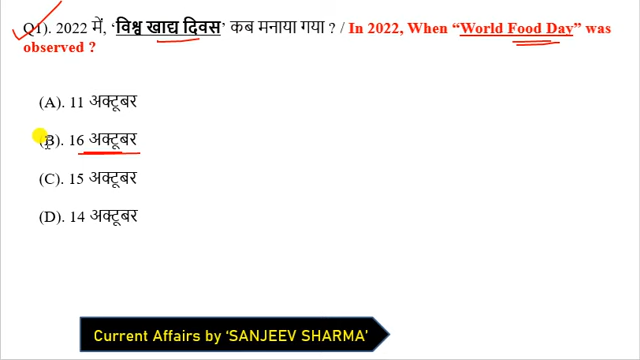 Q1). 2022 में, ‘विश्व खाद्य दिवस’ कब मनाया गया ? / In 2022, When “World Food Day” was
observed ?
(A). 11 अक्टूबर
(B). 16 अक्टूबर
(C). 15 अक्टूबर
(D). 14 अक्टूबर
Current Affairs by ‘SANJEEV SHARMA’